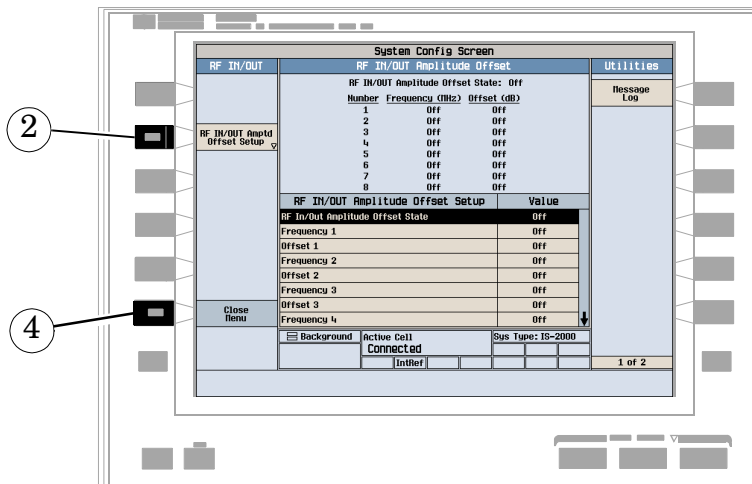 System Config Screen
RF IN/OUT
RF IN/OUT Amplitude Offset
Utilities
RF IN/OUT Amplitude Offset State: Off
Message
Log
Number Frequency (MHz) Offset (dB)
1 Off Off
2 Off Off
3 Off Off
4 Off Off
5 Off Off
6 Off Off
7 Off Off
8 Off Off
2
RF IN/OUT Amptd
Offset Setup
RF IN/OUT Amplitude Offset Setup Value
RF In/Out Amplitude Offset State Off
Frequency 1 Off
Offset 1 Off
Frequency 2 Off
Offset 2 Off
Frequency 3 Off
Offset 3 Off
Frequency 4 Off
4
Close
Menu
Background
Active Cell
Sys Type: IS-2000
Connected
IntRef
1 of 2